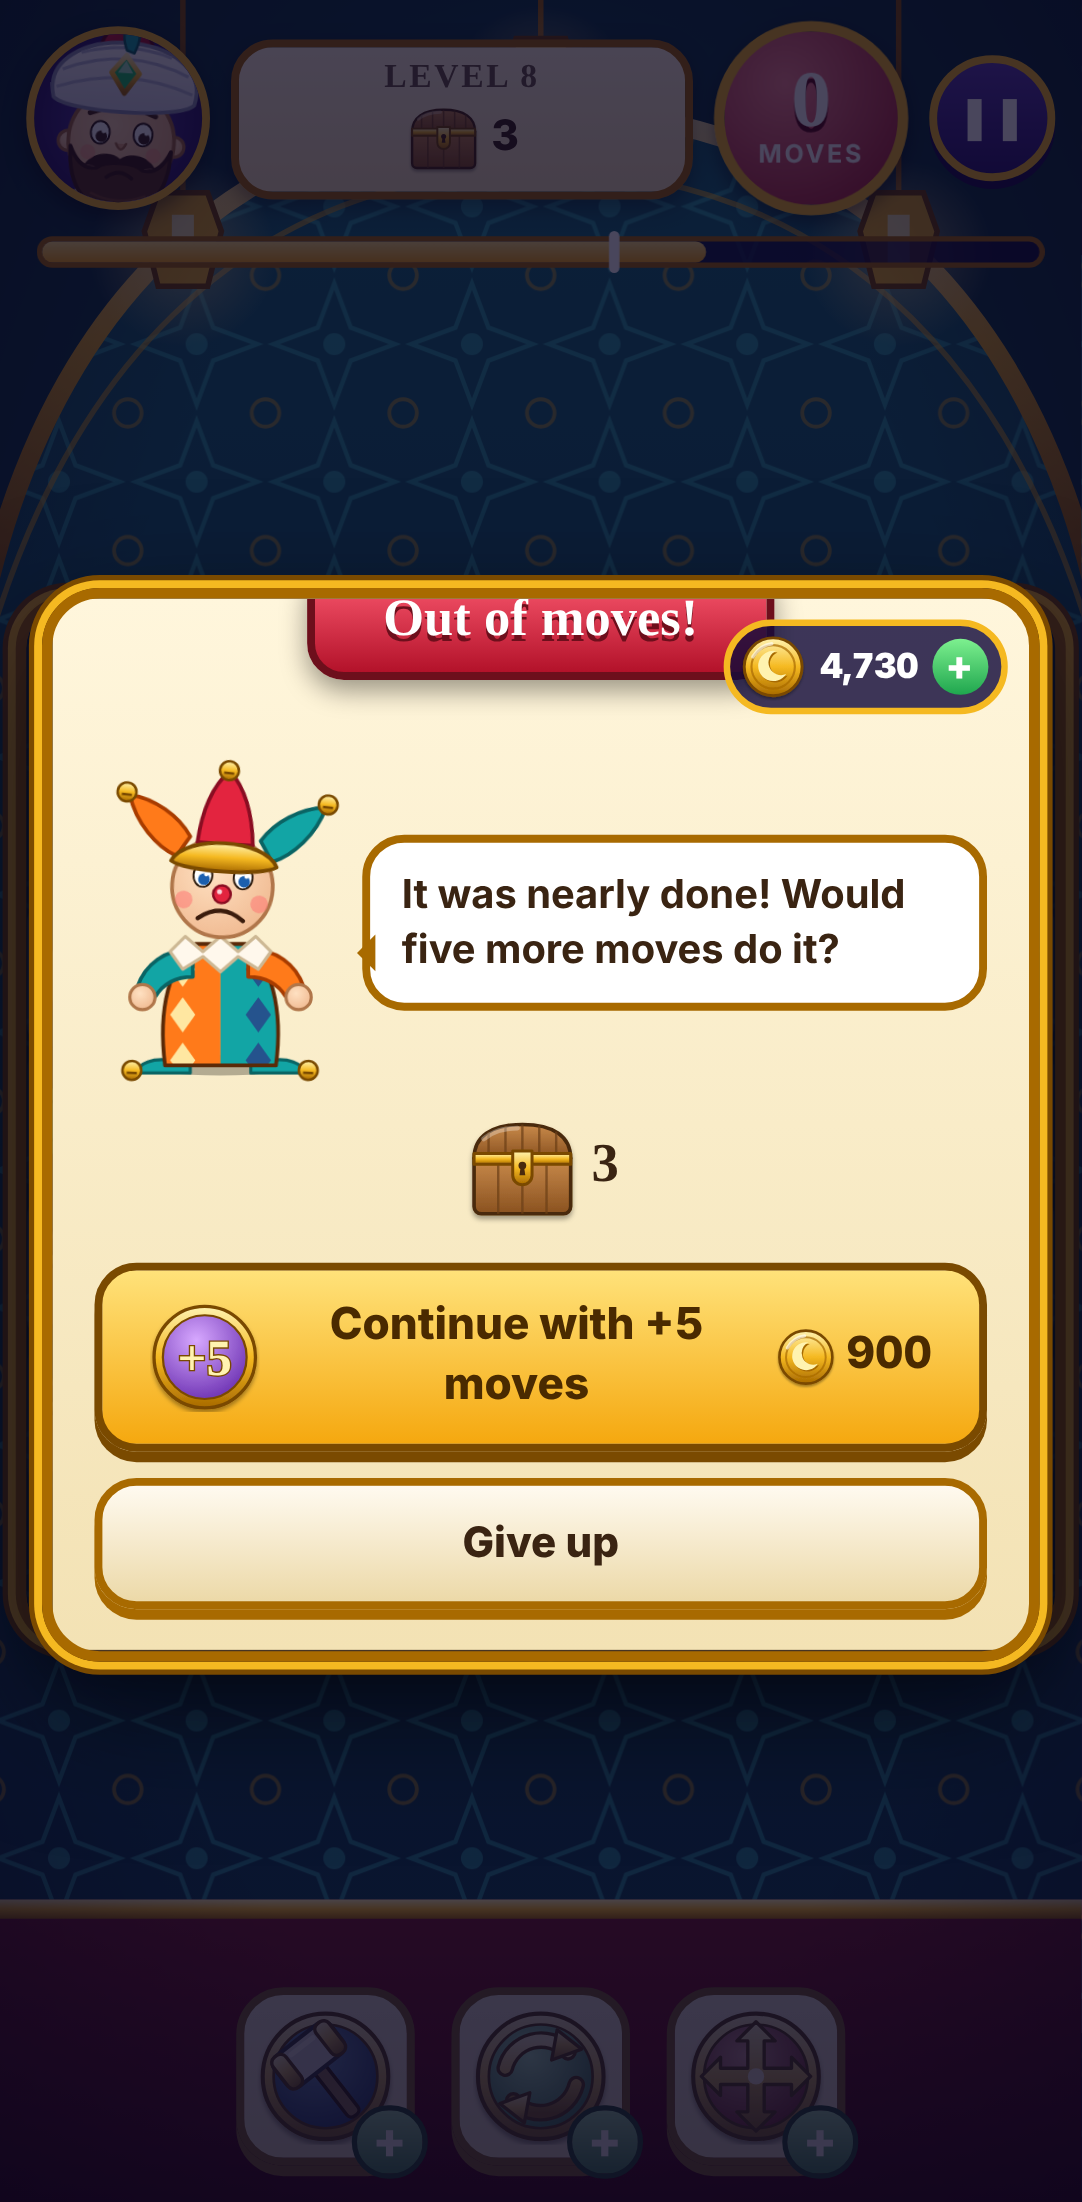 LEVEL 8
3
0
MOVES
Out of moves!
4,730
It was nearly done! Would
five more moves do it?
3
+5
Continue with +5
moves
900
Give up